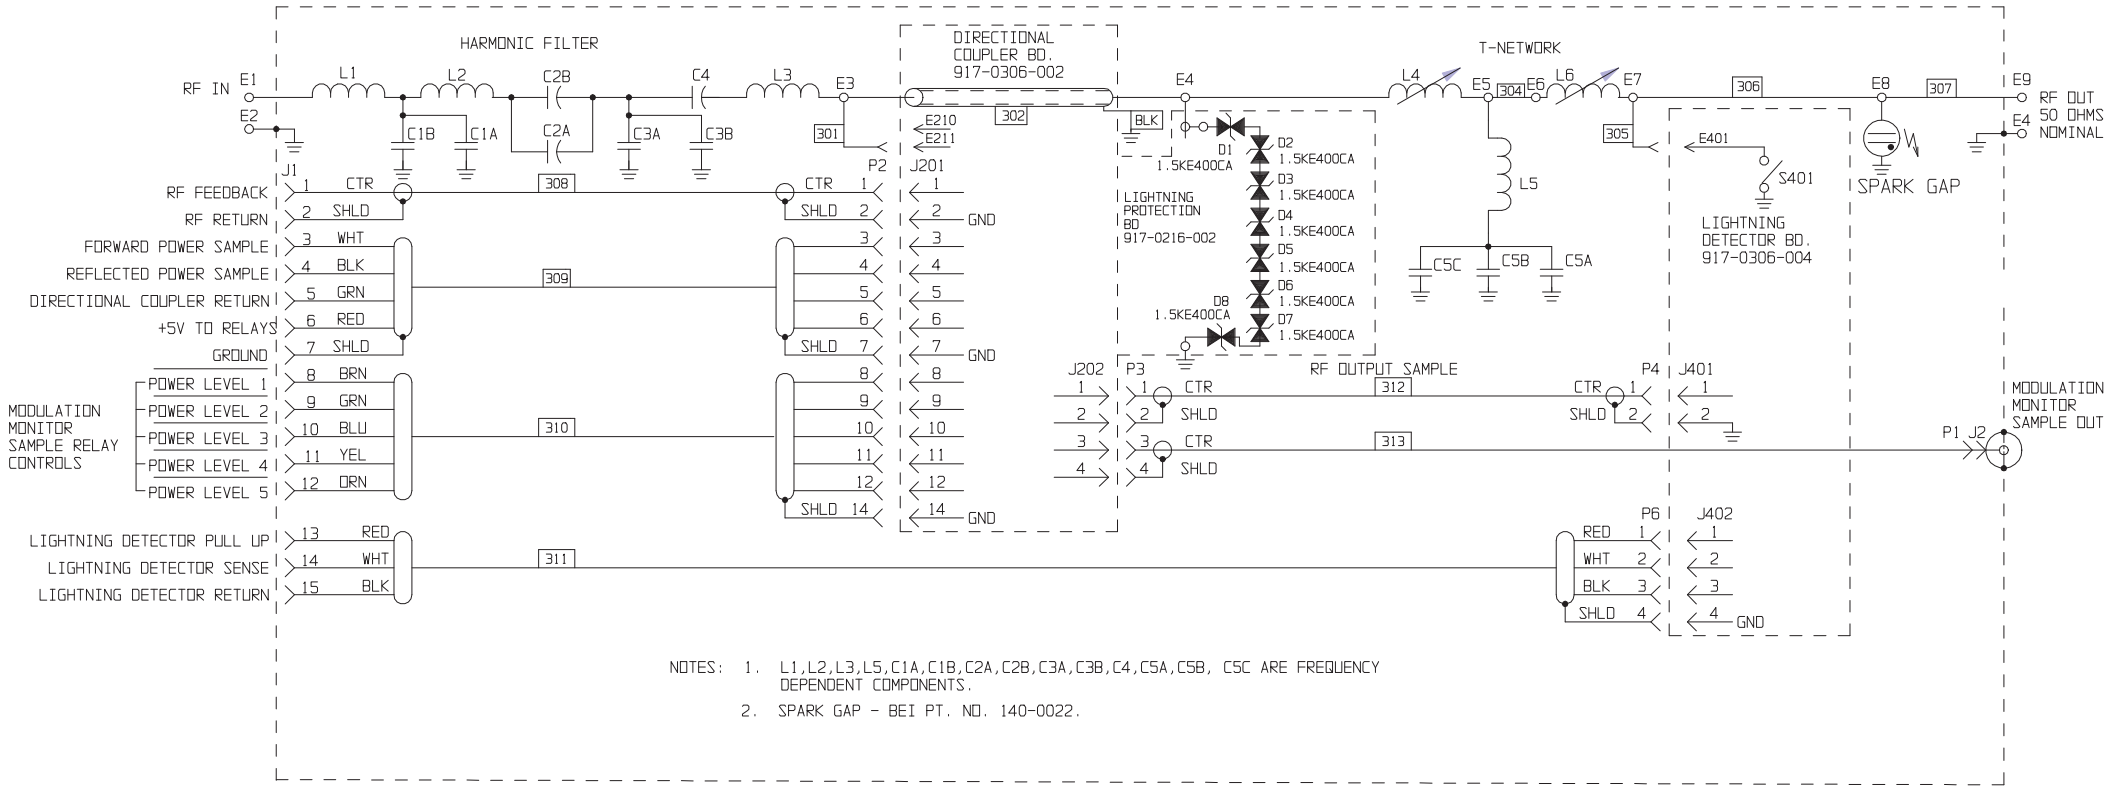 HARMONIC FILTER
DIRECTIONAL
COUPLER BD.
917-0306-002
T-NETWORK
RF IN
E1
L1
L2
C2B
C4
L3
E3
E4
L4
E5
304
E6
L6
E7
306
E8
307
E9
RF OUT
50 OHMS
NOMINAL
E4
E2
C1B
C1A
C2A
C3A
C3B
301
302
E210
E211
BLK
D1
1.5KE400CA
D2
1.5KE400CA
D3
1.5KE400CA
D4
1.5KE400CA
D5
1.5KE400CA
D6
1.5KE400CA
D7
1.5KE400CA
D8
1.5KE400CA
LIGHTNING
PROTECTION
BD
917-0216-002
L5
C5C
C5B
C5A
305
E401
S401
LIGHTNING
DETECTOR BD.
917-0306-004
SPARK GAP
J1
P2
J201
RF FEEDBACK 1 CTR 308 CTR 1 1
RF RETURN 2 SHLD SHLD 2 2 GND
FORWARD POWER SAMPLE 3 WHT 3 3
REFLECTED POWER SAMPLE 4 BLK 309 4 4
DIRECTIONAL COUPLER RETURN 5 GRN 5 5
+5V TO RELAYS 6 RED 6 6
GROUND 7 SHLD SHLD 7 7 GND
MODULATION
MONITOR
SAMPLE RELAY
CONTROLS
POWER LEVEL 1 8 BRN 8 8
POWER LEVEL 2 9 GRN 9 9
POWER LEVEL 3 10 BLU 310 10 10
POWER LEVEL 4 11 YEL 11 11
POWER LEVEL 5 12 ORN 12 12
SHLD 14 14 GND
J202 P3 RF OUTPUT SAMPLE P4 J401
1 1 CTR 312 CTR 1 1
2 2 SHLD SHLD 2 2
3 3 CTR 313
4 4 SHLD
P1 J2
MODULATION
MONITOR
SAMPLE OUT
P6 J402
LIGHTNING DETECTOR PULL UP 13 RED RED 1 1
LIGHTNING DETECTOR SENSE 14 WHT 311 WHT 2 2
LIGHTNING DETECTOR RETURN 15 BLK BLK 3 3
SHLD 4 4 GND
NOTES: 1. L1,L2,L3,L5,C1A,C1B,C2A,C2B,C3A,C3B,C4,C5A,C5B, C5C ARE FREQUENCY
DEPENDENT COMPONENTS.
2. SPARK GAP - BEI PT. NO. 140-0022.